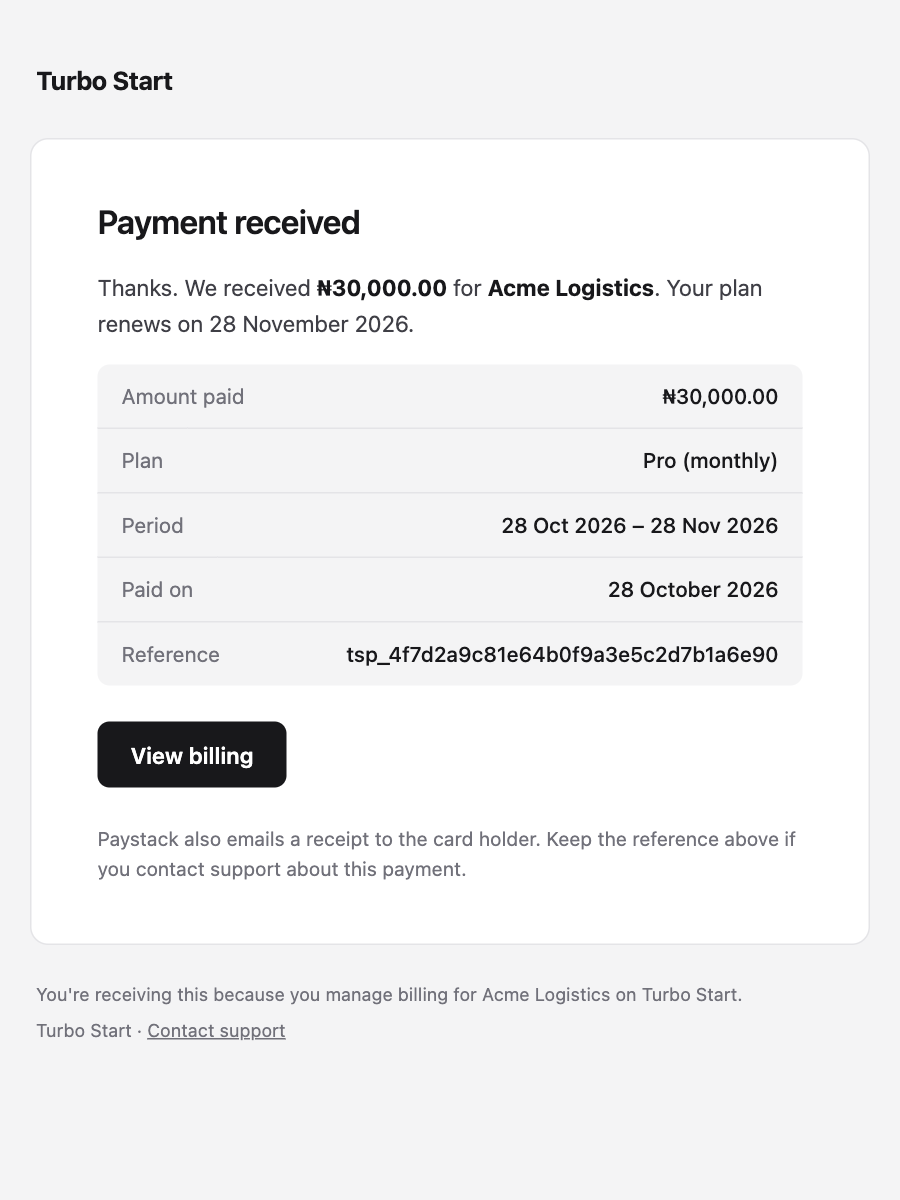 Turbo Start
Payment received
Thanks. We received ₦30,000.00 for Acme Logistics. Your plan
renews on 28 November 2026.
Amount paid ₦30,000.00
Plan Pro (monthly)
Period 28 Oct 2026 – 28 Nov 2026
Paid on 28 October 2026
Reference tsp_4f7d2a9c81e64b0f9a3e5c2d7b1a6e90
View billing
Paystack also emails a receipt to the card holder. Keep the reference above if
you contact support about this payment.
You're receiving this because you manage billing for Acme Logistics on Turbo Start.
Turbo Start · Contact support